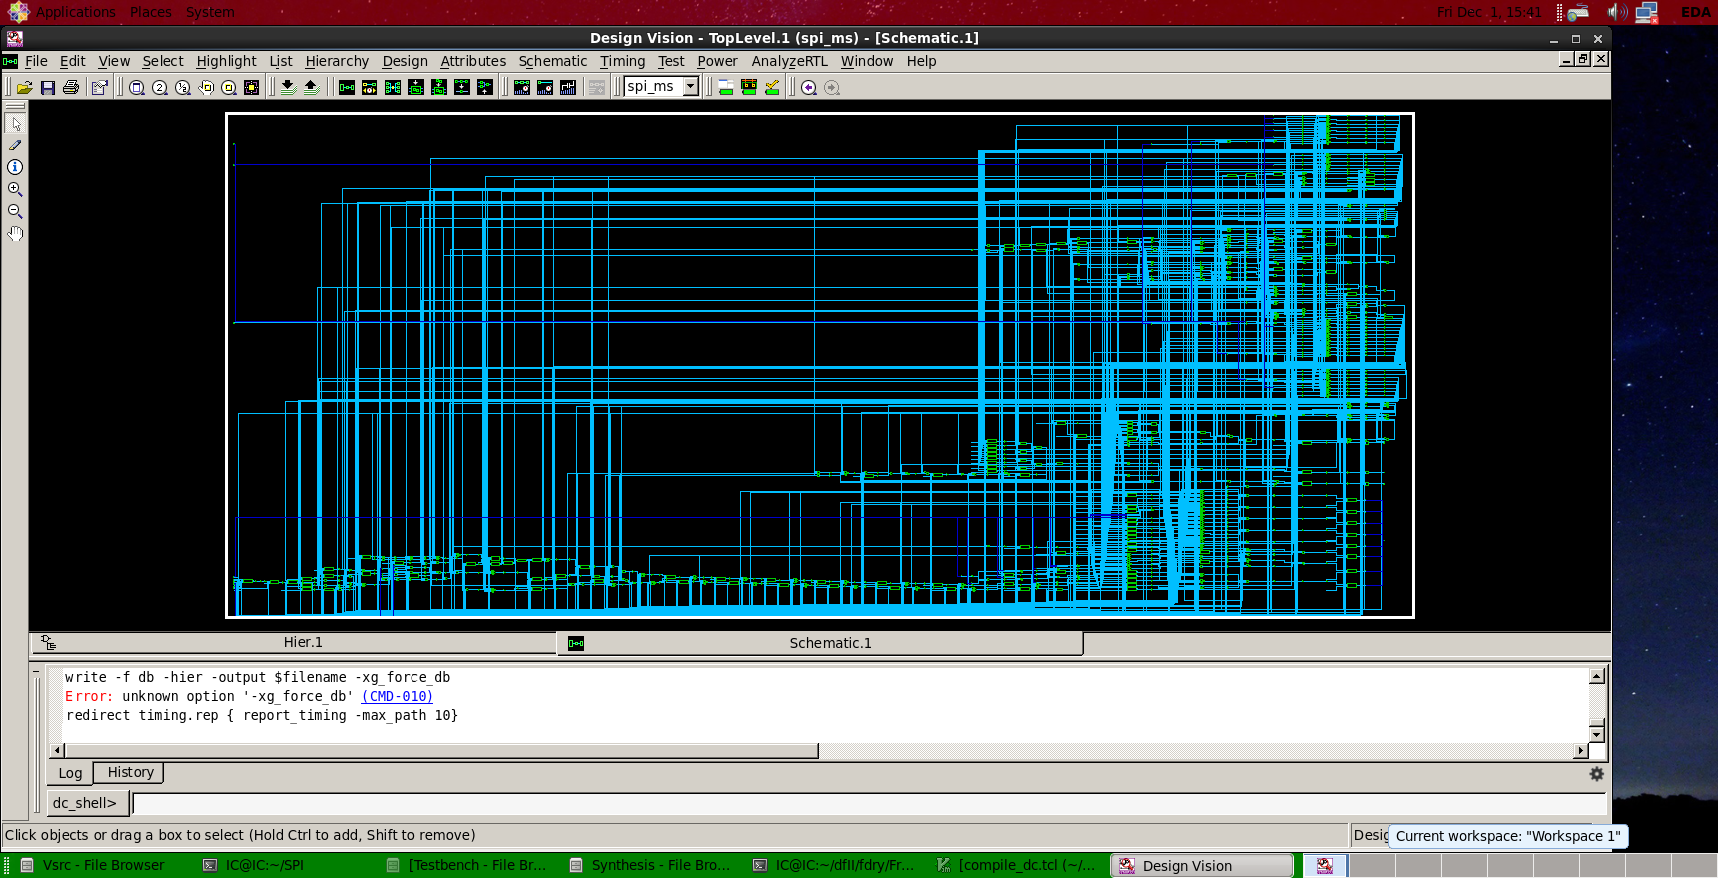 Applications Places System
Fri Dec 1, 15:41
EDA
Design Vision - TopLevel.1 (spi_ms) - [Schematic.1]
File Edit View Select Highlight List Hierarchy Design Attributes Schematic Timing Test Power AnalyzeRTL Window Help
spi_ms
Hier.1
Schematic.1
write -f db -hier -output $filename -xg_force_db
Error: unknown option '-xg_force_db' (CMD-010)
redirect timing.rep { report_timing -max_path 10}
Log History
dc_shell>
Click objects or drag a box to select (Hold Ctrl to add, Shift to remove)
Desig
Current workspace: "Workspace 1"
Vsrc - File Browser
IC@IC:~/SPI
[Testbench - File Br...
Synthesis - File Bro...
IC@IC:~/dfII/fdry/Fr...
[compile_dc.tcl (~/...
Design Vision